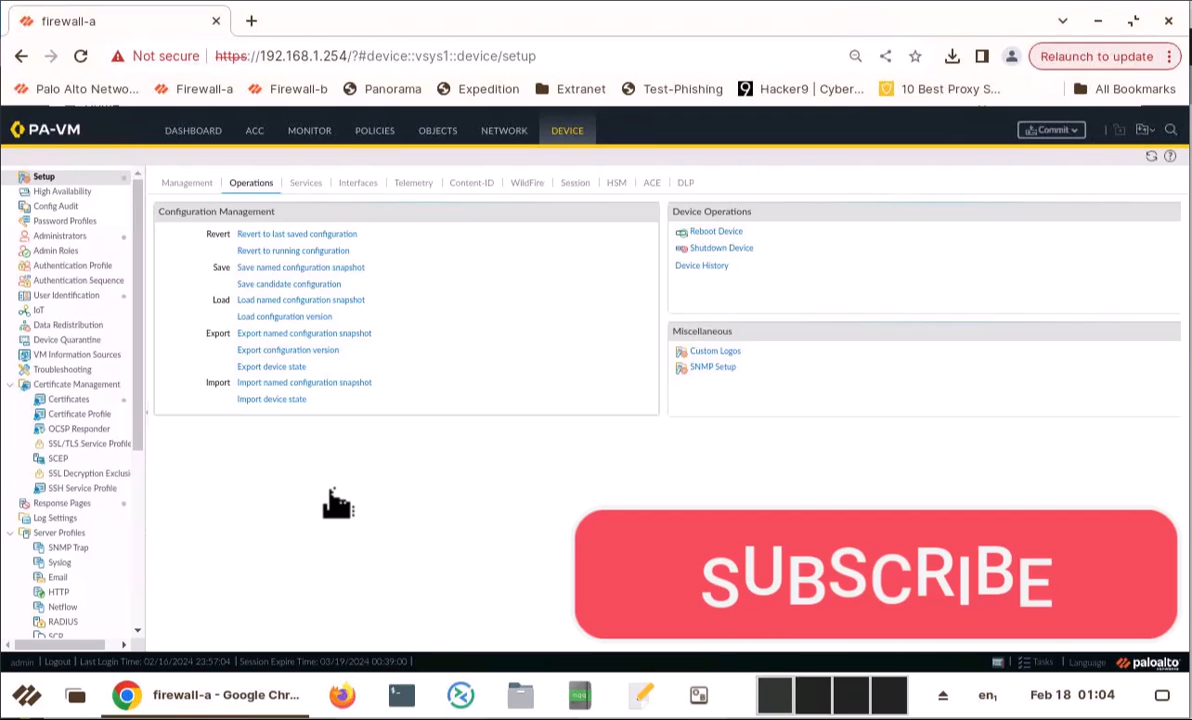 firewall-a
Not secure https://192.168.1.254/?#device::vsys1::device/setup Relaunch to update
Palo Alto Netwo... Firewall-a Firewall-b Panorama Expedition Extranet Test-Phishing Hacker9 | Cyber... 10 Best Proxy S... All Bookmarks
PA-VM DASHBOARD ACC MONITOR POLICIES OBJECTS NETWORK DEVICE Commit
Setup
High Availability
Config Audit
Password Profiles
Administrators
Admin Roles
Authentication Profile
Authentication Sequence
User Identification
IoT
Data Redistribution
Device Quarantine
VM Information Sources
Troubleshooting
Certificate Management
Certificates
Certificate Profile
OCSP Responder
SSL/TLS Service Profile
SCEP
SSL Decryption Exclusi
SSH Service Profile
Response Pages
Log Settings
Server Profiles
SNMP Trap
Syslog
Email
HTTP
Netflow
RADIUS
SCP
Management Operations Services Interfaces Telemetry Content-ID WildFire Session HSM ACE DLP
Configuration Management
Revert Revert to last saved configuration
Revert to running configuration
Save Save named configuration snapshot
Save candidate configuration
Load Load named configuration snapshot
Load configuration version
Export Export named configuration snapshot
Export configuration version
Export device state
Import Import named configuration snapshot
Import device state
Device Operations
Reboot Device
Shutdown Device
Device History
Miscellaneous
Custom Logos
SNMP Setup
SUBSCRIBE
admin | Logout | Last Login Time: 02/16/2024 23:57:04 | Session Expire Time: 03/19/2024 00:39:00 | Tasks | Language paloalto
firewall-a - Google Chr... en1 Feb 18 01:04